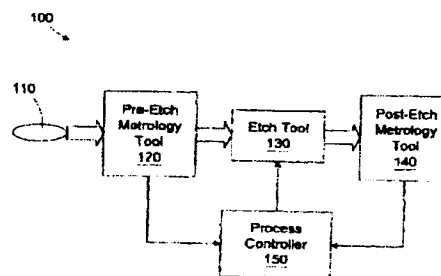 100
110
Pre-Etch
Metrology
Tool
120
Etch Tool
130
Post-Etch
Metrology
Tool
140
Process
Controller
150